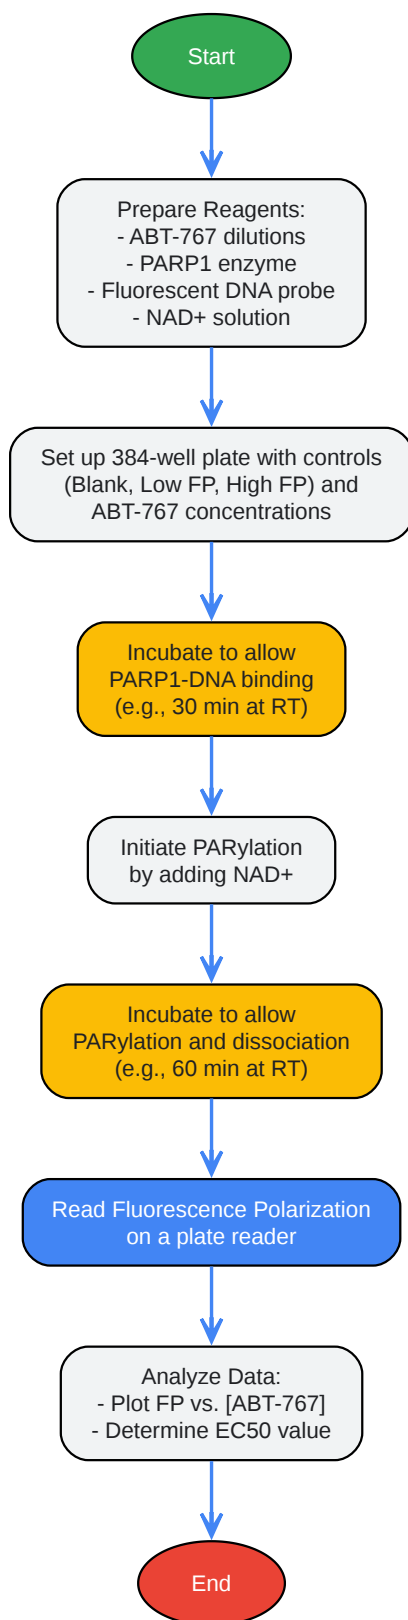 Start
Prepare Reagents:
- ABT-767 dilutions
- PARP1 enzyme
- Fluorescent DNA probe
- NAD+ solution
Set up 384-well plate with controls
(Blank, Low FP, High FP) and
ABT-767 concentrations
Incubate to allow
PARP1-DNA binding
(e.g., 30 min at RT)
Initiate PARylation
by adding NAD+
Incubate to allow
PARylation and dissociation
(e.g., 60 min at RT)
Read Fluorescence Polarization
on a plate reader
Analyze Data:
- Plot FP vs. [ABT-767]
- Determine EC50 value
End